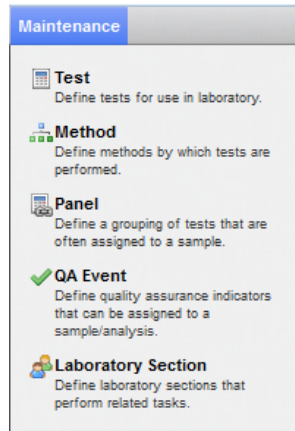 Maintenance
Test
Define tests for use in laboratory.
Method
Define methods by which tests are
performed.
Panel
Define a grouping of tests that are
often assigned to a sample.
QA Event
Define quality assurance indicators
that can be assigned to a
sample/analysis.
Laboratory Section
Define laboratory sections that
perform related tasks.